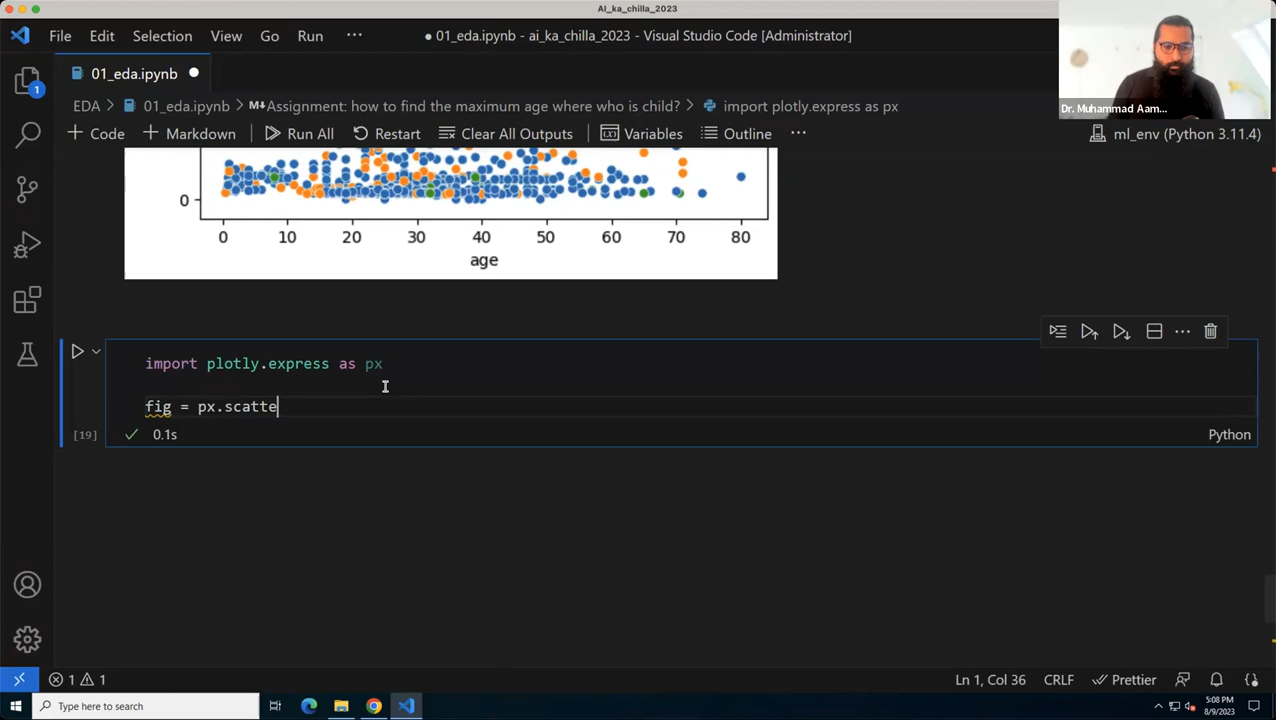 AI_ka_chilla_2023
File Edit Selection View Go Run ···
● 01_eda.ipynb - ai_ka_chilla_2023 - Visual Studio Code [Administrator]
Dr. Muhammad Aam...
1
01_eda.ipynb
EDA > 01_eda.ipynb > M↓Assignment: how to find the maximum age where who is child? > import plotly.express as px
+ Code + Markdown Run All Restart Clear All Outputs Variables Outline ···
ml_env (Python 3.11.4)
0
0 10 20 30 40 50 60 70 80
age
import plotly.express as px
fig = px.scatte
[19] ✓ 0.1s Python
1 1 Ln 1, Col 36 CRLF Prettier
Type here to search
5:08 PM
8/9/2023